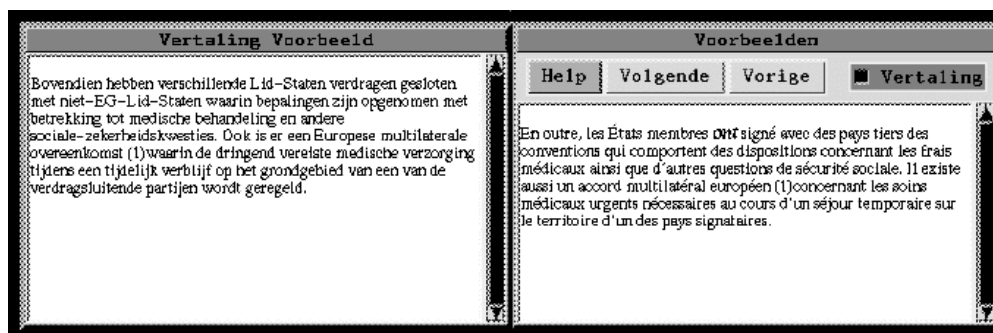 Vertaling Voorbeeld
Bovendien hebben verschillende Lid-Staten verdragen gesloten
met niet-EG-Lid-Staten waarin bepalingen zijn opgenomen met
betrekking tot medische behandeling en andere
sociale-zekerheidskwesties. Ook is er een Europese multilaterale
overeenkomst (1)waarin de dringend vereiste medische verzorging
tijdens een tijdelijk verblijf op het grondgebied van een van de
verdragsluitende partijen wordt geregeld.
Voorbeelden
Help Volgende Vorige Vertaling
En outre, les États membres ont signé avec des pays tiers des
conventions qui comportent des dispositions concernant les frais
médicaux ainsi que d'autres questions de sécurité sociale. Il existe
aussi un accord multilatéral européen (1)concernant les soins
médicaux urgents nécessaires au cours d'un séjour temporaire sur
le territoire d'un des pays signataires.